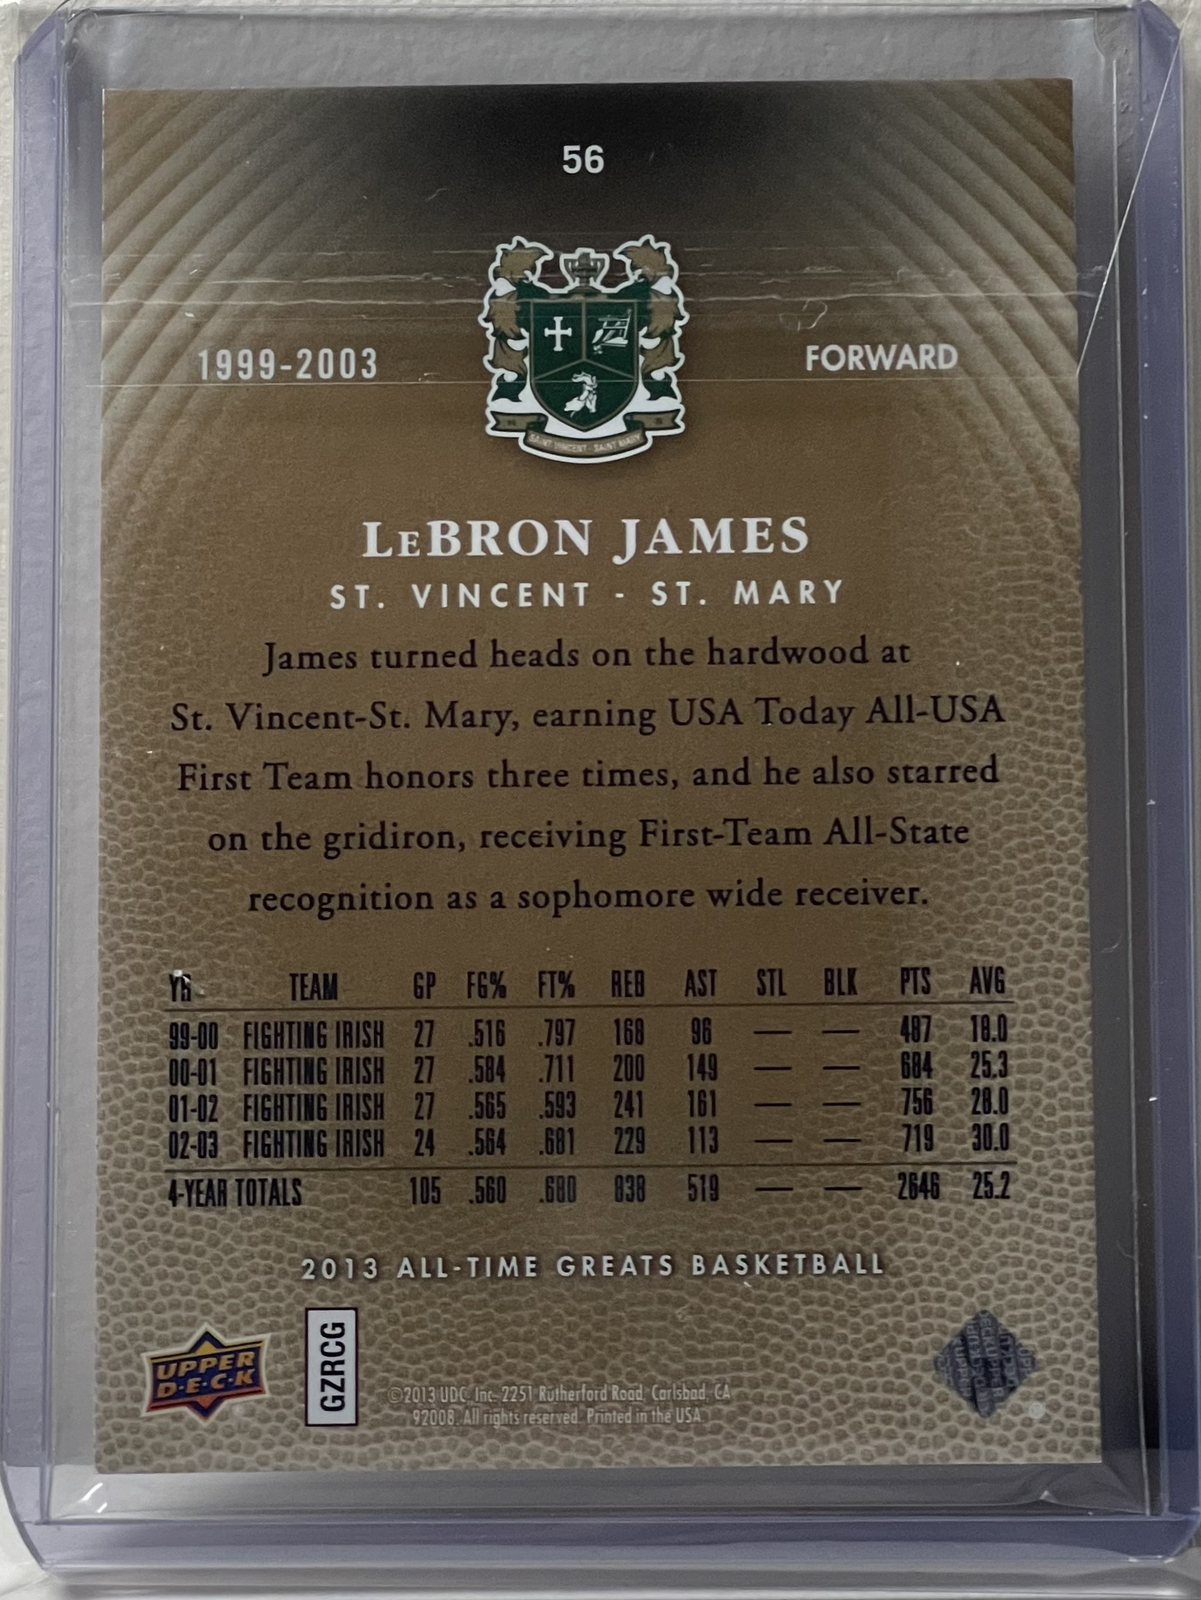 56
1999-2003
FORWARD
SAINT VINCENT - SAINT MARY
LeBRON JAMES
ST. VINCENT - ST. MARY
James turned heads on the hardwood at
St. Vincent-St. Mary, earning USA Today All-USA
First Team honors three times, and he also starred
on the gridiron, receiving First-Team All-State
recognition as a sophomore wide receiver.
YR TEAM GP FG% FT% REB AST STL BLK PTS AVG
99-00 FIGHTING IRISH 27 .516 .797 168 96 — — 487 18.0
00-01 FIGHTING IRISH 27 .584 .711 200 149 — — 684 25.3
01-02 FIGHTING IRISH 27 .565 .593 241 161 — — 756 28.0
02-03 FIGHTING IRISH 24 .564 .681 229 113 — — 719 30.0
4-YEAR TOTALS 105 .560 .680 838 519 — — 2646 25.2
2013 ALL-TIME GREATS BASKETBALL
UPPER
D·E·C·K
GZRCG
©2013 UDC, Inc. 2251 Rutherford Road, Carlsbad, CA
92008. All rights reserved. Printed in the USA.